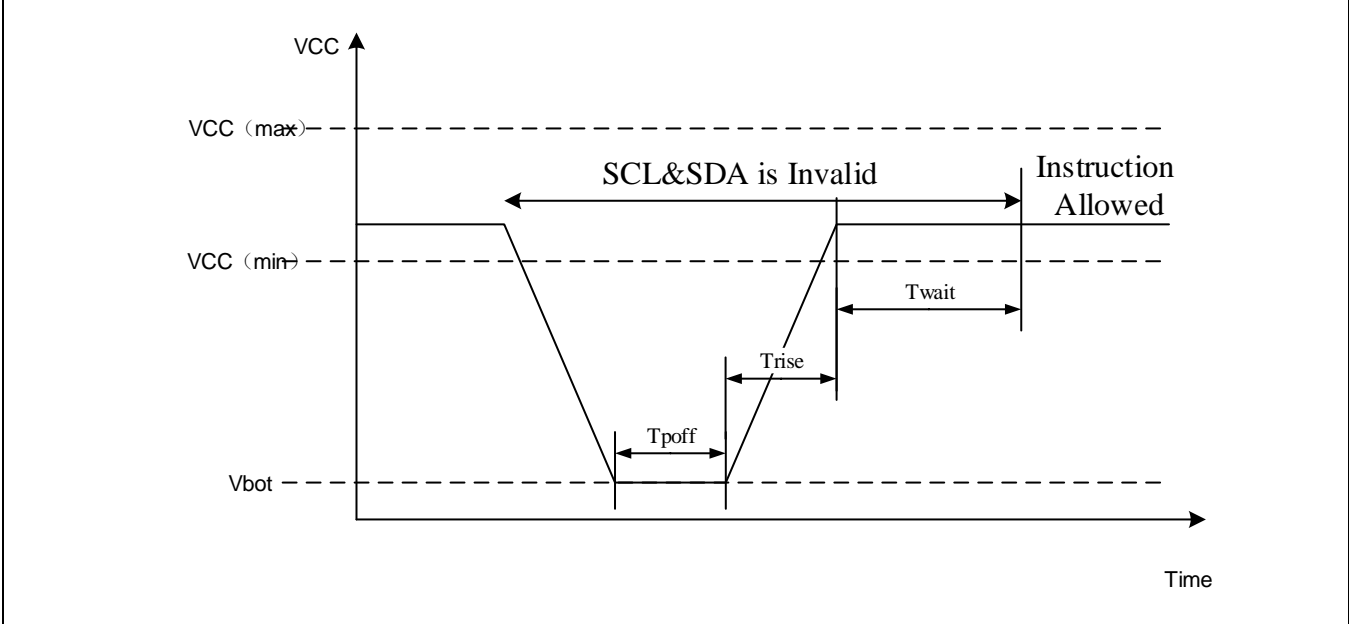 VCC
VCC（max）
SCL&SDA is Invalid
Instruction
Allowed
VCC（min）
Twait
Trise
Tpoff
Vbot
Time